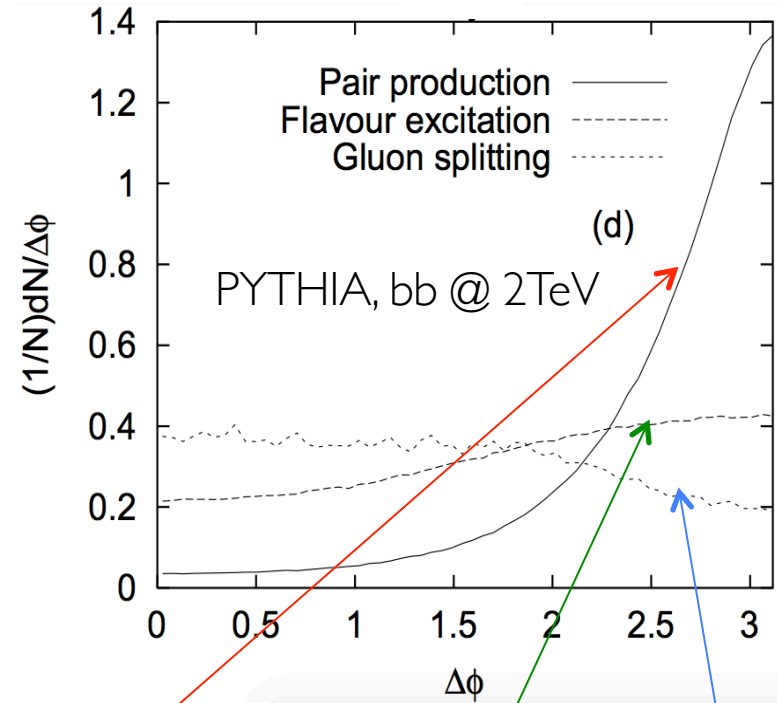 1.4
1.2
1
0.8
0.6
0.4
0.2
0
(1/N)dN/Δϕ
Pair production
Flavour excitation
Gluon splitting
(d)
PYTHIA, bb @ 2TeV
0 0.5 1 1.5 2 2.5 3
Δϕ